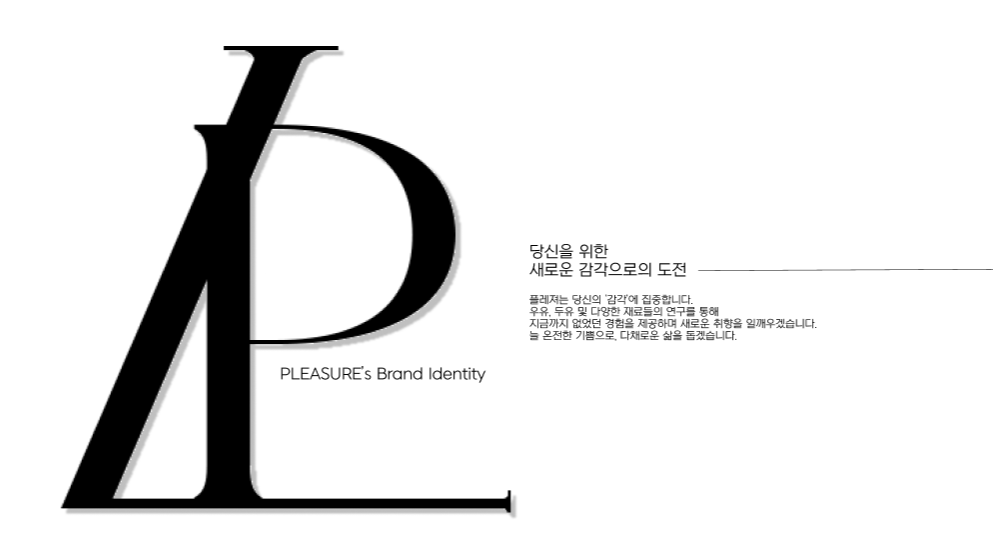 LP
PLEASURE's Brand Identity
당신을 위한
새로운 감각으로의 도전
플레져는 당신의 '감각'에 집중합니다.
우유, 두유 및 다양한 재료들의 연구를 통해
지금까지 없었던 경험을 제공하며 새로운 취향을 일깨우겠습니다.
늘 온전한 기쁨으로, 다채로운 삶을 돕겠습니다.